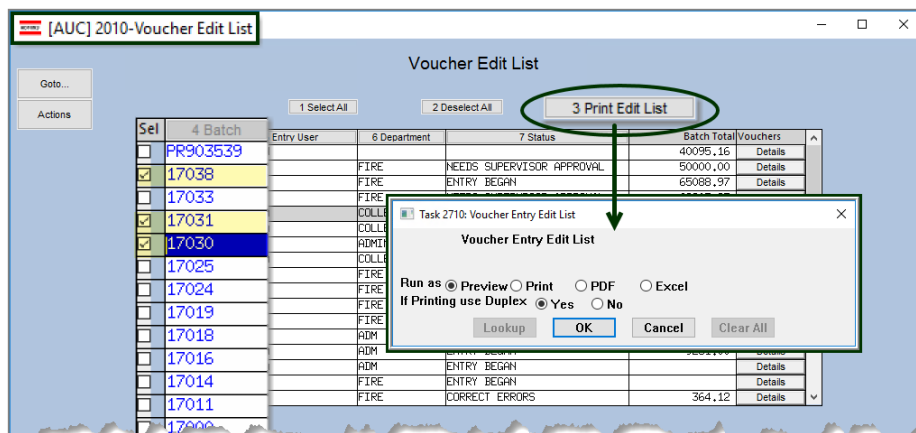 [AUC] 2010-Voucher Edit List
Voucher Edit List
Goto...
Actions
1 Select All
2 Deselect All
3 Print Edit List
Sel 4 Batch Entry User 6 Department 7 Status Batch Total Vouchers
PR903539 40095.16 Details
17038 FIRE NEEDS SUPERVISOR APPROVAL 50000.00 Details
17033 FIRE ENTRY BEGAN 65088.97 Details
17031 FIRE
17030 COLLE
17025 COLLE
17024 ADMIN
17019 COLLE
17018 FIRE
17016 FIRE
17014 FIRE
17011 FIRE
ADM
ADM ENTRY BEGAN Details
ADM ENTRY BEGAN Details
FIRE ENTRY BEGAN Details
FIRE CORRECT ERRORS 364.12 Details
Task 2710: Voucher Entry Edit List
Voucher Entry Edit List
Run as Preview Print PDF Excel
If Printing use Duplex Yes No
Lookup OK Cancel Clear All